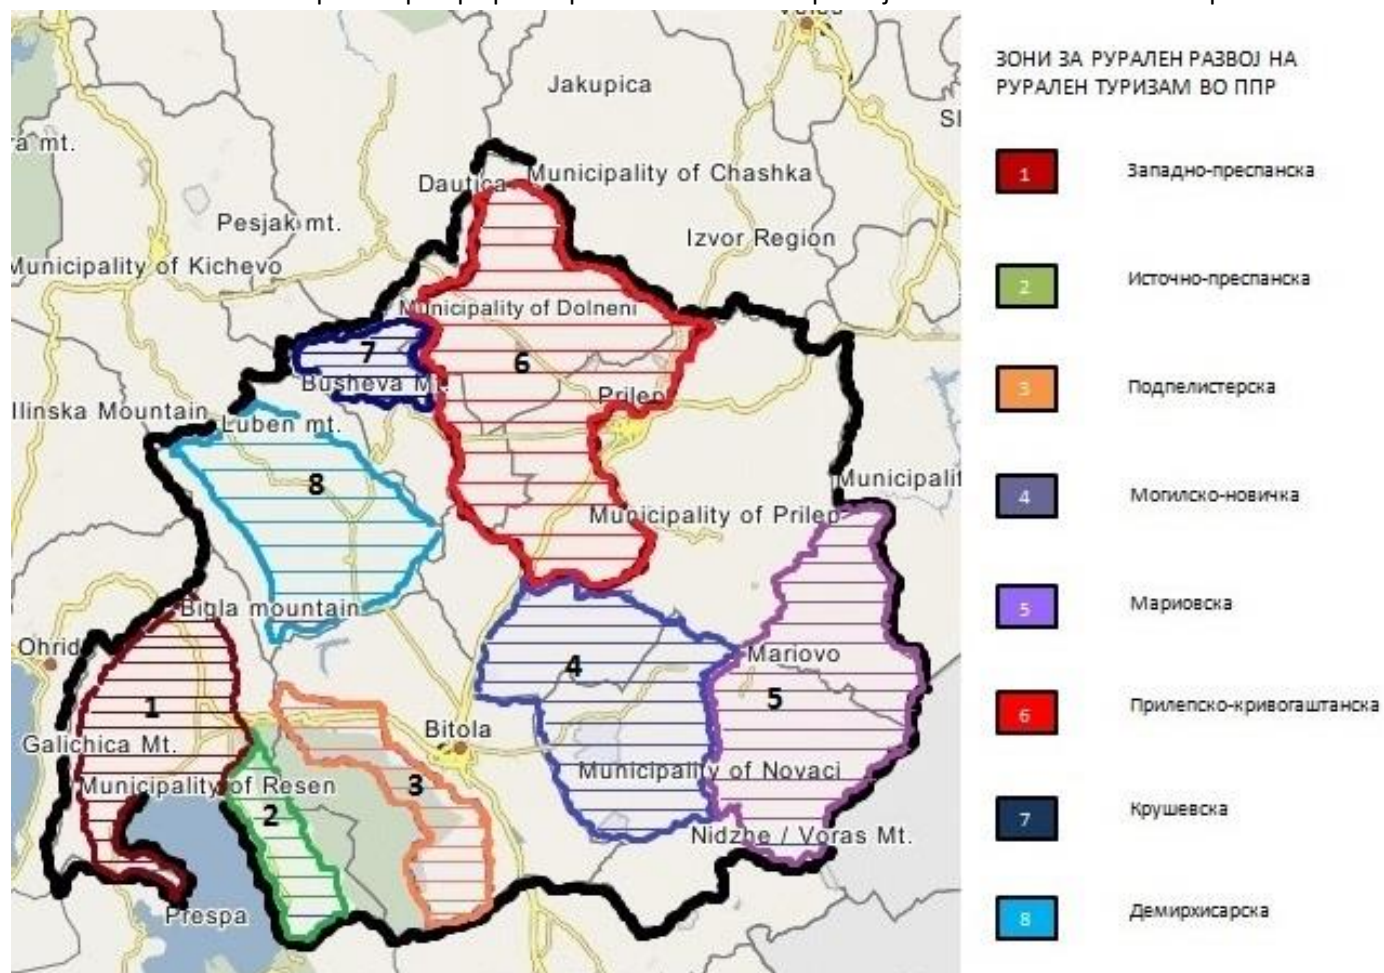 Jakupica
ra mt.
Municipality of Chashka
Dautica
Pesjak mt.
Izvor Region
Municipality of Kichevo
Municipality of Dolneni
7
6
Busheva Mt.
Prilep
Ilinska Mountain
Luben mt.
8
Municipalit
Municipality of Prilep
Bigla mountain
Ohrid
Mariovo
4
5
1
Bitola
Galichica Mt.
Municipality of Novaci
Municipality of Resen
3
2
Nidzhe / Voras Mt.
Prespa
ЗОНИ ЗА РУРАЛЕН РАЗВОЈ НА
РУРАЛЕН ТУРИЗАМ ВО ППР
1 Западно-преспанска
2 Источно-преспанска
3 Подпелистерска
4 Могилско-новичка
5 Мариовска
6 Прилепско-кривогаштанска
7 Крушевска
8 Демирхисарска